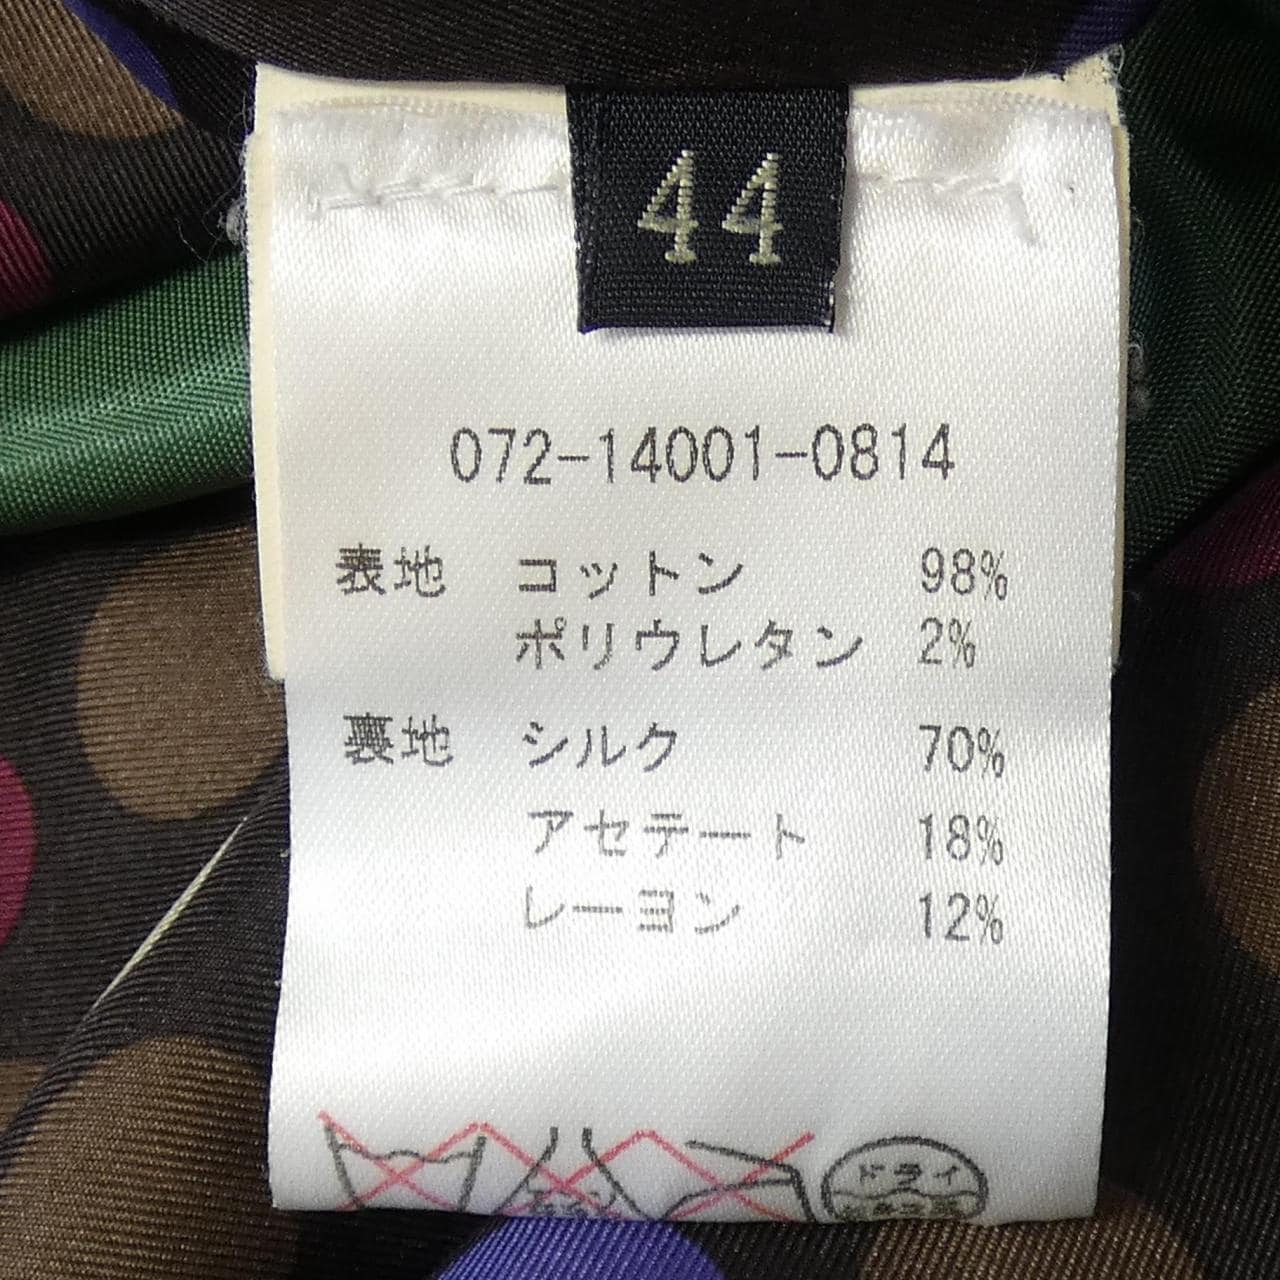 44
072-14001-0814
表地 コットン 98%
ポリウレタン 2%
裏地 シルク 70%
アセテート 18%
レーヨン 12%
ドライ